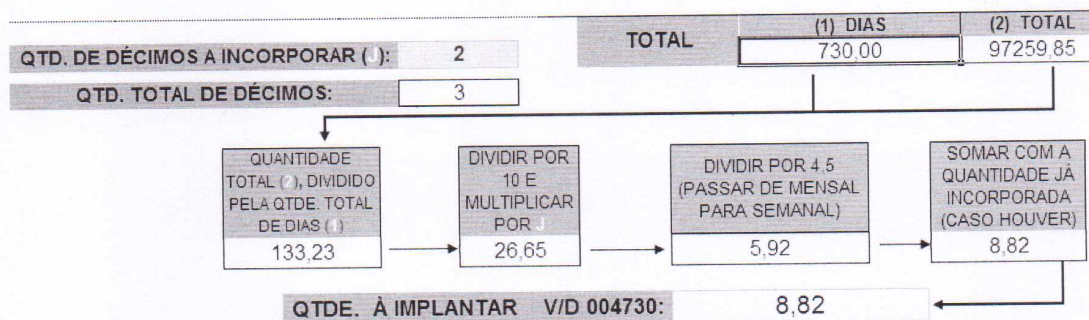 (1) DIAS
(2) TOTAL
TOTAL
730,00
97259,85
QTD. DE DÉCIMOS A INCORPORAR (J):
2
QTD. TOTAL DE DÉCIMOS:
3
QUANTIDADE
TOTAL (2), DIVIDIDO
PELA QTDE. TOTAL
DE DIAS (1)
133,23
DIVIDIR POR
10 E
MULTIPLICAR
POR J
26,65
DIVIDIR POR 4,5
(PASSAR DE MENSAL
PARA SEMANAL)
5,92
SOMAR COM A
QUANTIDADE JÁ
INCORPORADA
(CASO HOUVER)
8,82
QTDE. À IMPLANTAR V/D 004730:
8,82